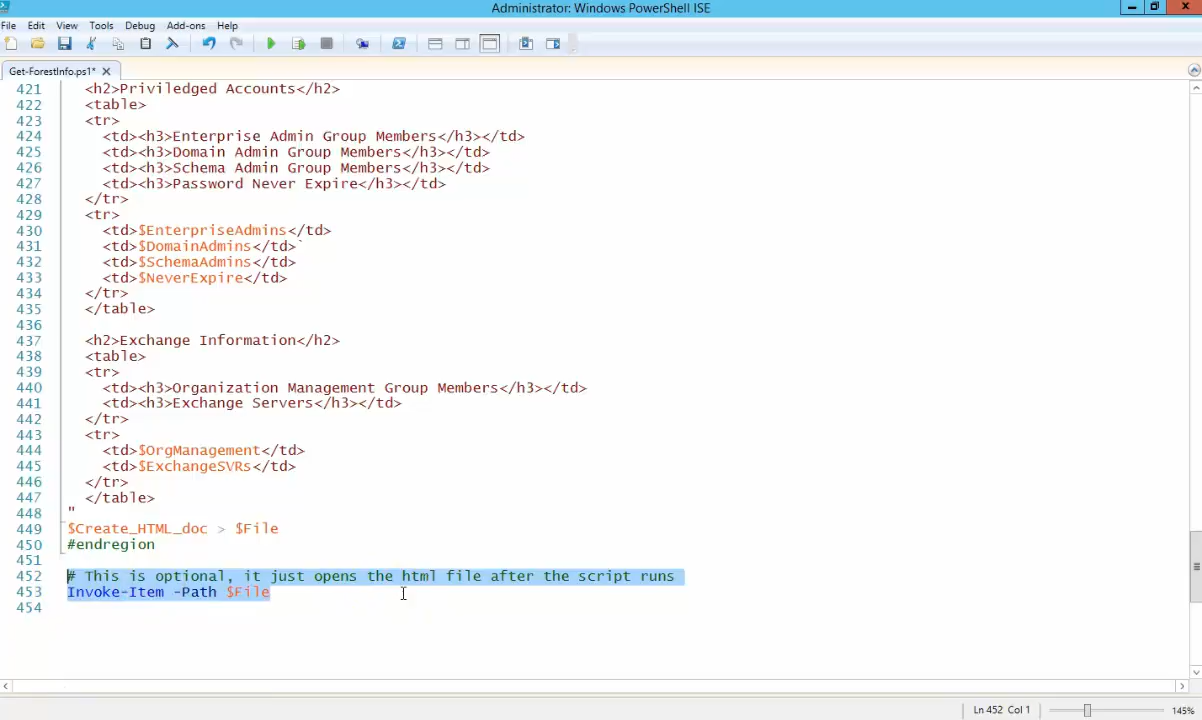 Administrator: Windows PowerShell ISE
File Edit View Tools Debug Add-ons Help
Get-ForestInfo.ps1*
421 <h2>Priviledged Accounts</h2>
422 <table>
423 <tr>
424 <td><h3>Enterprise Admin Group Members</h3></td>
425 <td><h3>Domain Admin Group Members</h3></td>
426 <td><h3>Schema Admin Group Members</h3></td>
427 <td><h3>Password Never Expire</h3></td>
428 </tr>
429 <tr>
430 <td>$EnterpriseAdmins</td>
431 <td>$DomainAdmins</td>`
432 <td>$SchemaAdmins</td>
433 <td>$NeverExpire</td>
434 </tr>
435 </table>
436
437 <h2>Exchange Information</h2>
438 <table>
439 <tr>
440 <td><h3>Organization Management Group Members</h3></td>
441 <td><h3>Exchange Servers</h3></td>
442 </tr>
443 <tr>
444 <td>$OrgManagement</td>
445 <td>$ExchangeSVRs</td>
446 </tr>
447 </table>
448 "
449 $Create_HTML_doc > $File
450 #endregion
451
452 # This is optional, it just opens the html file after the script runs
453 Invoke-Item -Path $File
454
Ln 452 Col 1
145%